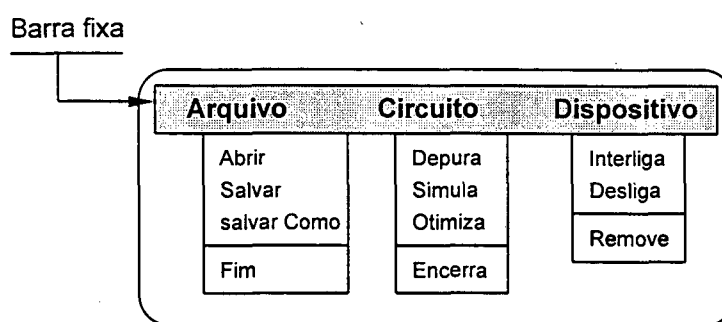 Barra fixa
Arquivo Circuito Dispositivo
Abrir
Salvar
salvar Como
Fim
Depura
Simula
Otimiza
Encerra
Interliga
Desliga
Remove